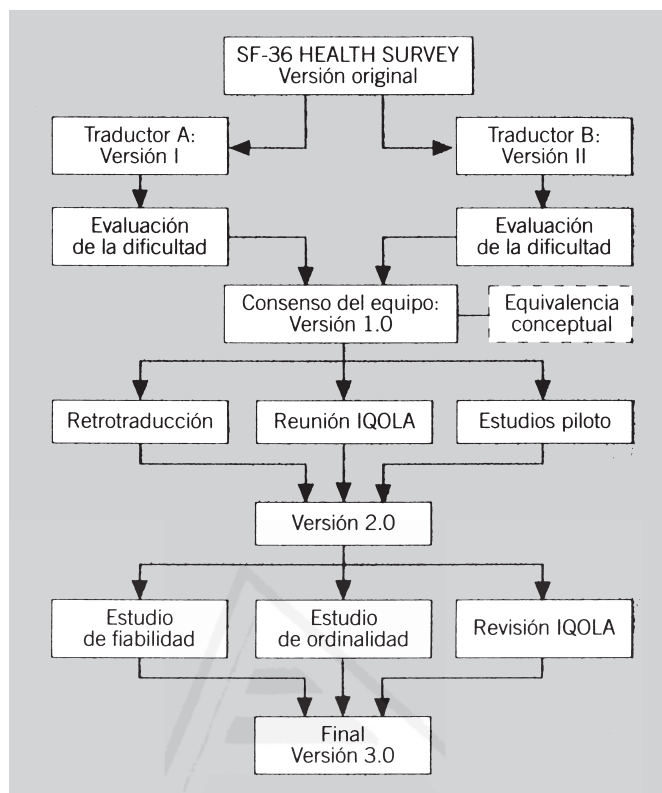 SF-36 HEALTH SURVEY
Versión original
Traductor A:
Versión I
Traductor B:
Versión II
Evaluación
de la dificultad
Evaluación
de la dificultad
Consenso del equipo:
Versión 1.0
Equivalencia
conceptual
Retrotraducción
Reunión IQOLA
Estudios piloto
Versión 2.0
Estudio
de fiabilidad
Estudio
de ordinalidad
Revisión IQOLA
Final
Versión 3.0